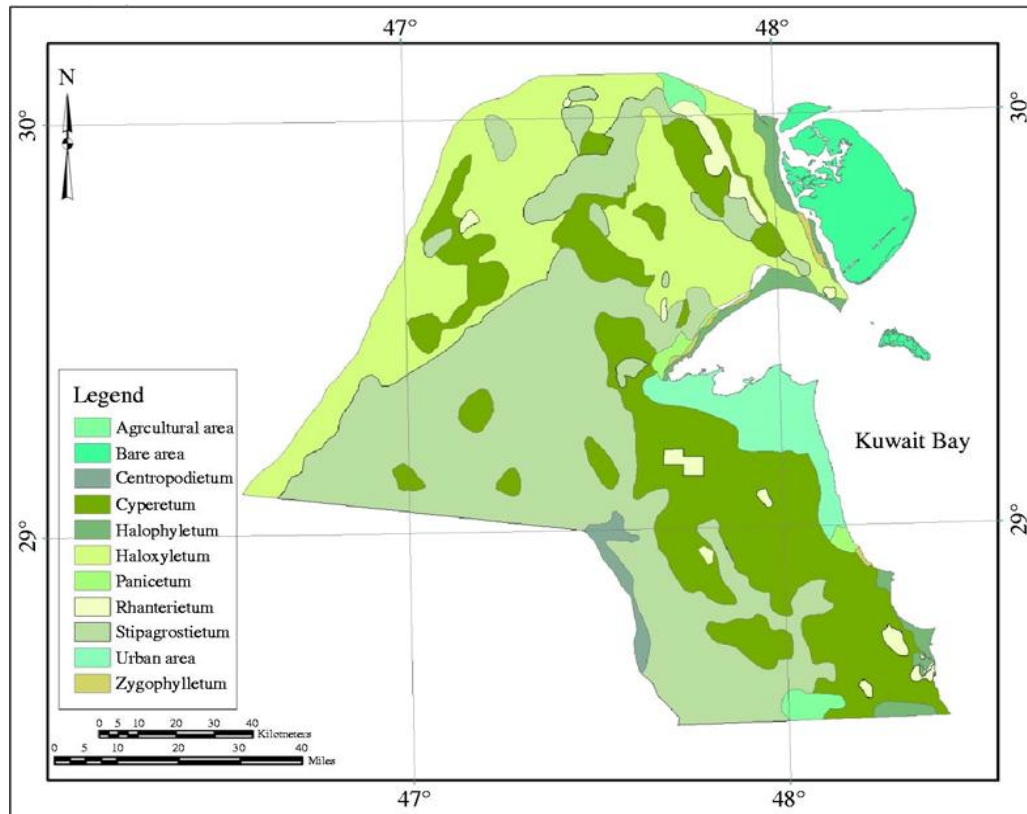 47° 48°
N
30° 30°
Legend
Agrcultural area
Bare area
Centropodietum
Cyperetum
Halophyletum
Haloxyletum
Panicetum
Rhanterietum
Stipagrostietum
Urban area
Zygophylletum
Kuwait Bay
29° 29°
0 5 10 20 30 40
Kilometers
0 5 10 20 30 40
Miles
47° 48°